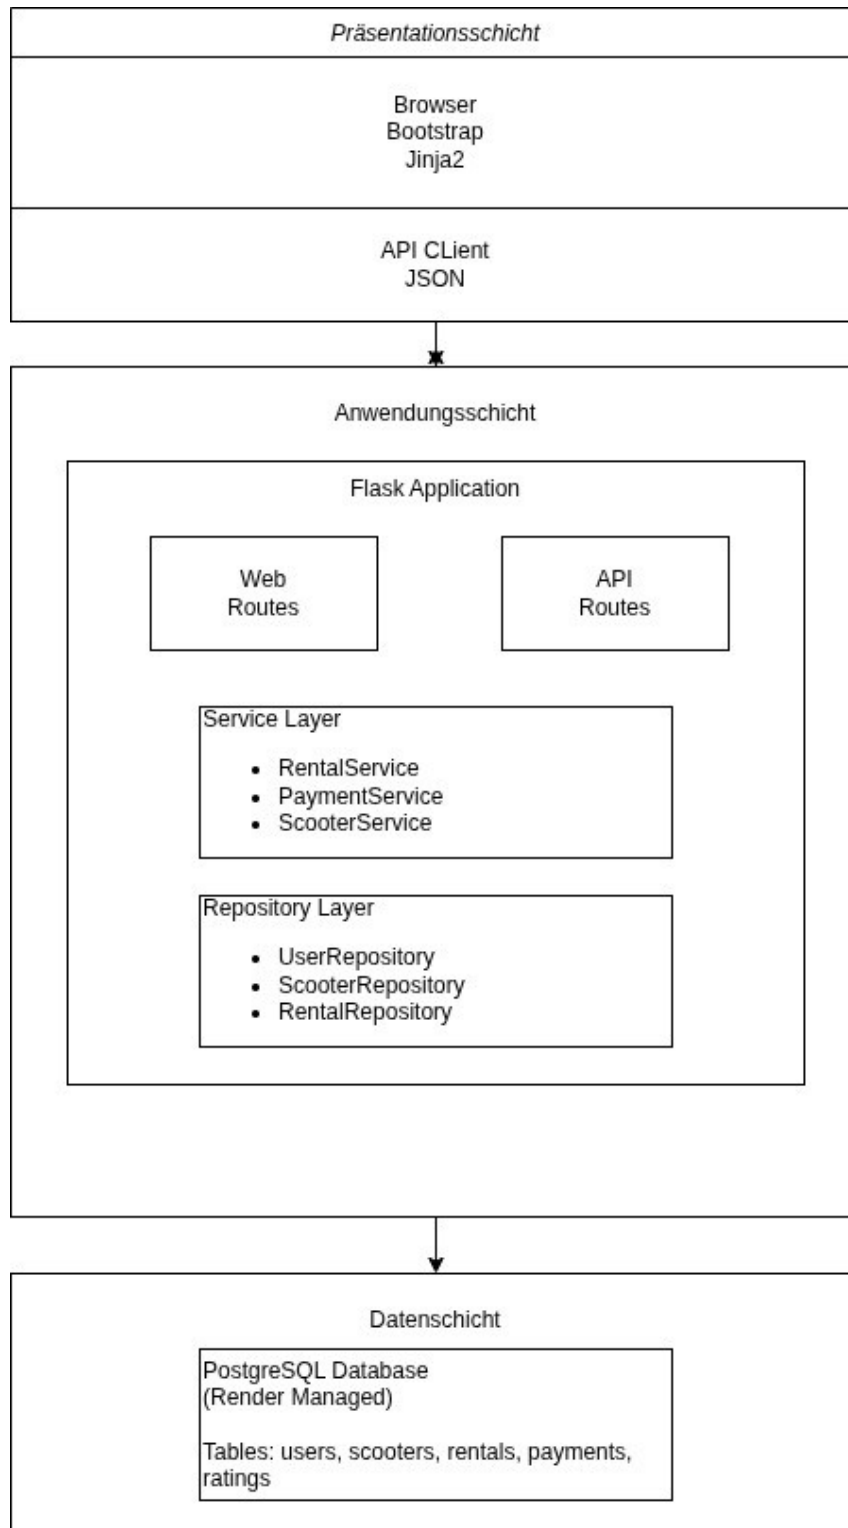 Präsentationsschicht
Browser
Bootstrap
Jinja2
API CLient
JSON
Anwendungsschicht
Flask Application
Web
Routes
API
Routes
Service Layer
• RentalService
• PaymentService
• ScooterService
Repository Layer
• UserRepository
• ScooterRepository
• RentalRepository
Datenschicht
PostgreSQL Database
(Render Managed)
Tables: users, scooters, rentals, payments,
ratings